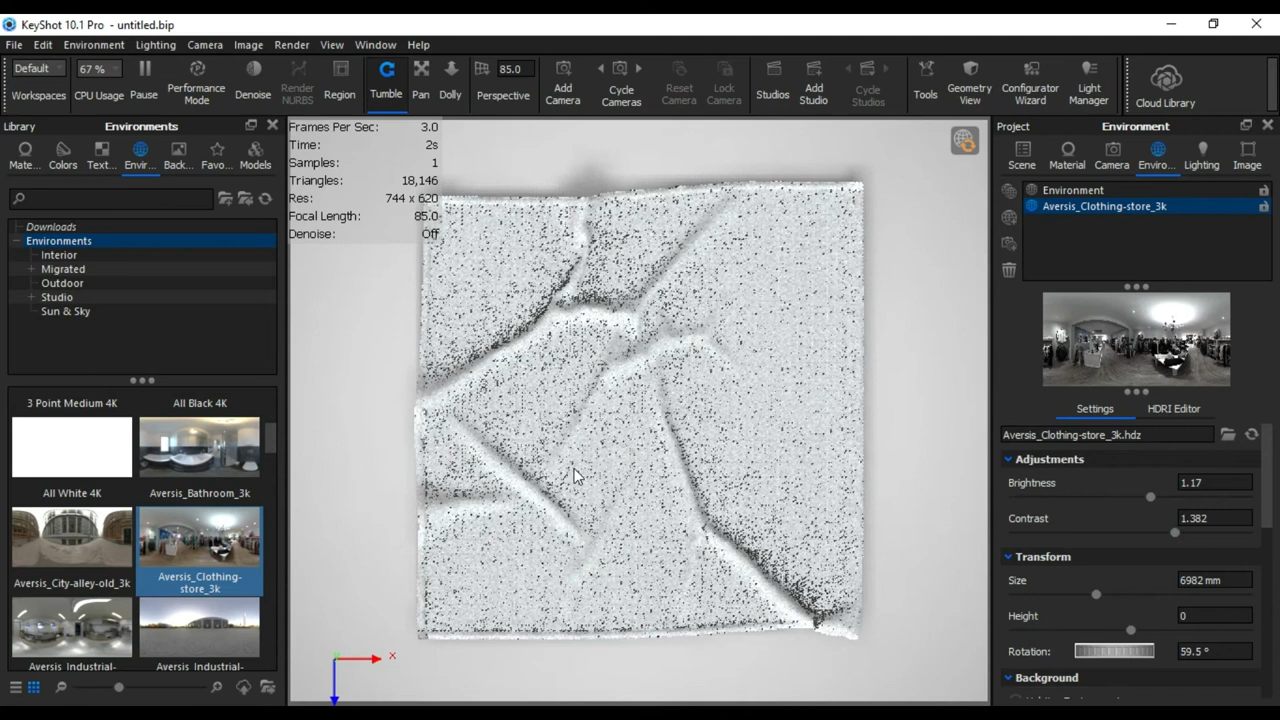 KeyShot 10.1 Pro - untitled.bip
File Edit Environment Lighting Camera Image Render View Window Help
Default 67 % 85.0
Workspaces CPU Usage Pause Performance Mode Denoise Render NURBS Region Tumble Pan Dolly Perspective Add Camera Cycle Cameras Reset Camera Lock Camera Studios Add Studio Cycle Studios Tools Geometry View Configurator Wizard Light Manager Cloud Library
Library Environments
Mate... Colors Text... Envir... Back... Favo... Models
Downloads
Environments
Interior
Migrated
Outdoor
Studio
Sun & Sky
3 Point Medium 4K All Black 4K
All White 4K Aversis_Bathroom_3k
Aversis_City-alley-old_3k Aversis_Clothing-
store_3k
Aversis_Industrial- Aversis_Industrial-
Frames Per Sec: 3.0
Time: 2s
Samples: 1
Triangles: 18,146
Res: 744 x 620
Focal Length: 85.0
Denoise: Off
X
Project Environment
Scene Material Camera Enviro... Lighting Image
Environment
Aversis_Clothing-store_3k
Settings HDRI Editor
Aversis_Clothing-store_3k.hdz
Adjustments
Brightness 1.17
Contrast 1.382
Transform
Size 6982 mm
Height 0
Rotation: 59.5 °
Background